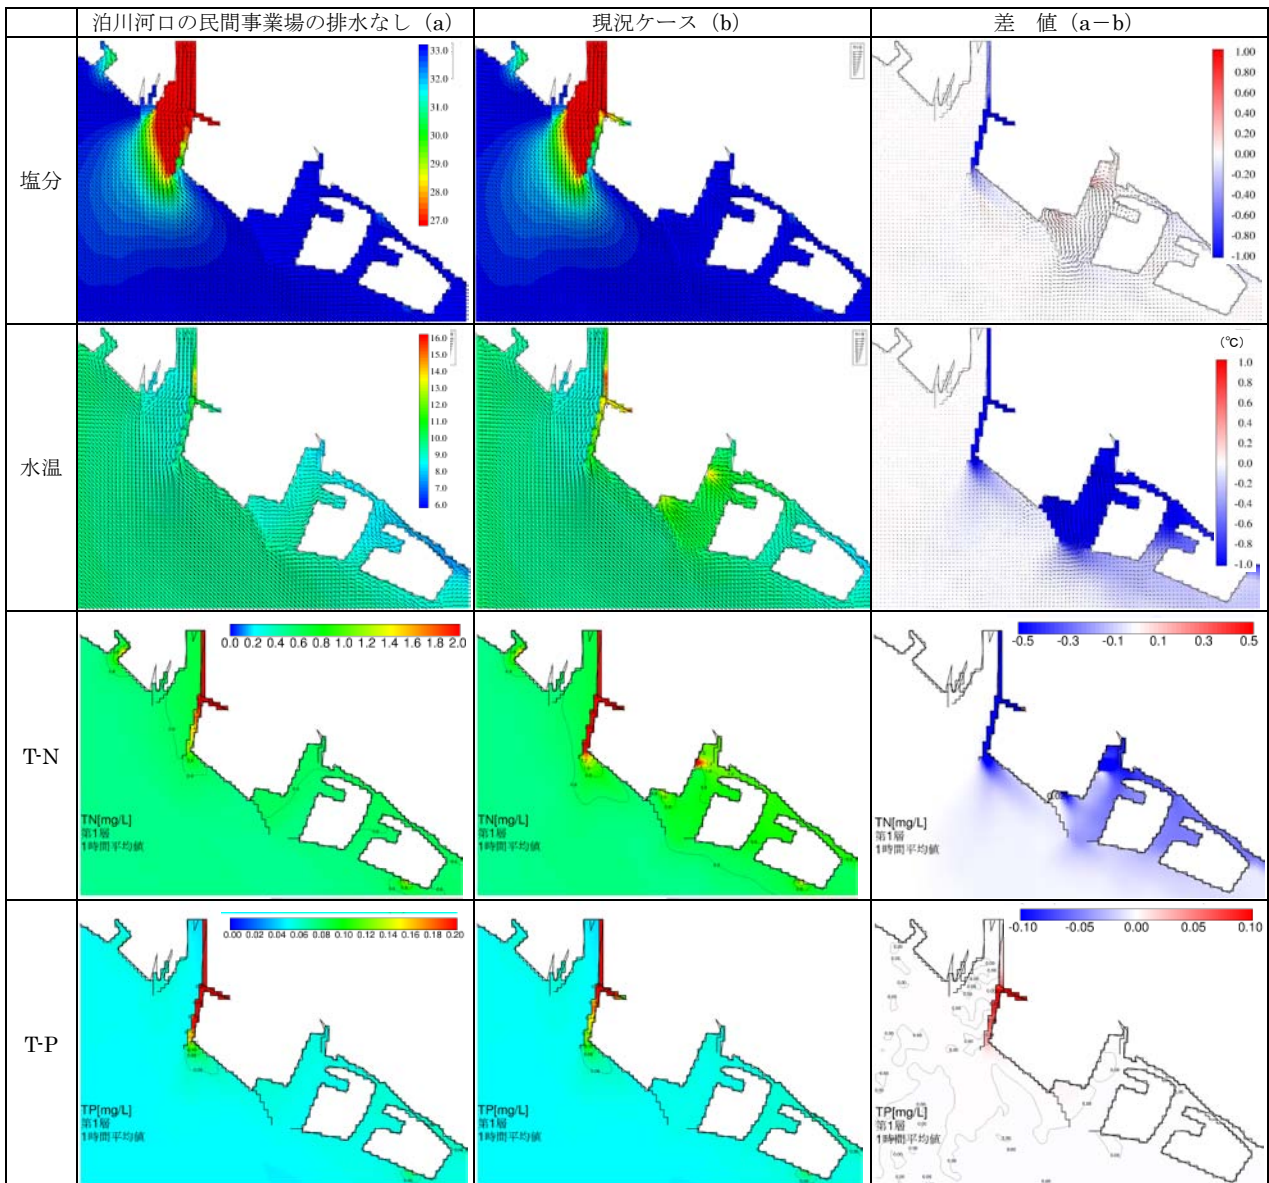 泊川河口の民間事業場の排水なし（a）
現況ケース（b）
差　値（a－b）
塩分
33.0
32.0
31.0
30.0
29.0
28.0
27.0
1.00
0.80
0.60
0.40
0.20
0.00
-0.20
-0.40
-0.60
-0.80
-1.00
水温
16.0
15.0
14.0
13.0
12.0
11.0
10.0
9.0
8.0
7.0
6.0
(℃)
1.0
0.8
0.6
0.4
0.2
0.0
-0.2
-0.4
-0.6
-0.8
-1.0
T-N
0.0 0.2 0.4 0.6 0.8 1.0 1.2 1.4 1.6 1.8 2.0
TN[mg/L]
第1層
1時間平均値
TN[mg/L]
第1層
1時間平均値
-0.5 -0.3 -0.1 0.1 0.3 0.5
TN[mg/L]
第1層
1時間平均値
T-P
0.00 0.02 0.04 0.06 0.08 0.10 0.12 0.14 0.16 0.18 0.20
TP[mg/L]
第1層
1時間平均値
TP[mg/L]
第1層
1時間平均値
-0.10 -0.05 0.00 0.05 0.10
TP[mg/L]
第1層
1時間平均値